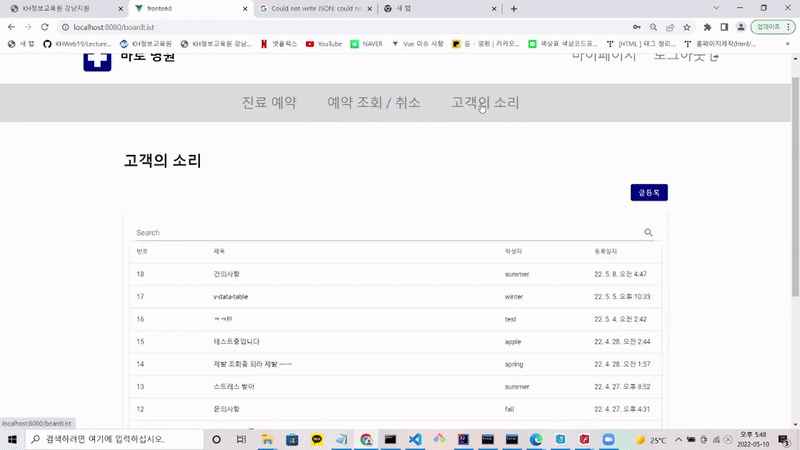 KH정보교육원 강남지원
frontend
Could not write JSON: could no
새 탭
localhost:8080/boardList
업데이트
새 탭
KHWeb19/Lecture...
KH정보교육원
KH정보교육원 강남...
넷플릭스
YouTube
NAVER
Vue 이슈 사항
색상표 색상코드표...
[HTML] 태그 정리...
홈페이지제작(html/...
바로 병원
마이페이지
로그아웃
진료 예약
예약 조회 / 취소
고객의 소리
고객의 소리
글등록
Search
번호 제목 작성자 등록일자
18 건의사항 summer 22. 5. 8. 오전 4:47
17 v-data-table winter 22. 5. 5. 오후 10:33
16 test 22. 5. 4. 오전 2:42
15 테스트중입니다 apple 22. 4. 28. 오전 2:44
14 제발 조회좀 되라 제발 ㅡㅡ spring 22. 4. 28. 오전 1:57
13 스트레스 받아 summer 22. 4. 27. 오후 8:52
12 문의사항 fall 22. 4. 27. 오후 4:31
localhost:8080/boardList
검색하려면 여기에 입력하십시오.
25°C
오후 5:48
2022-05-10